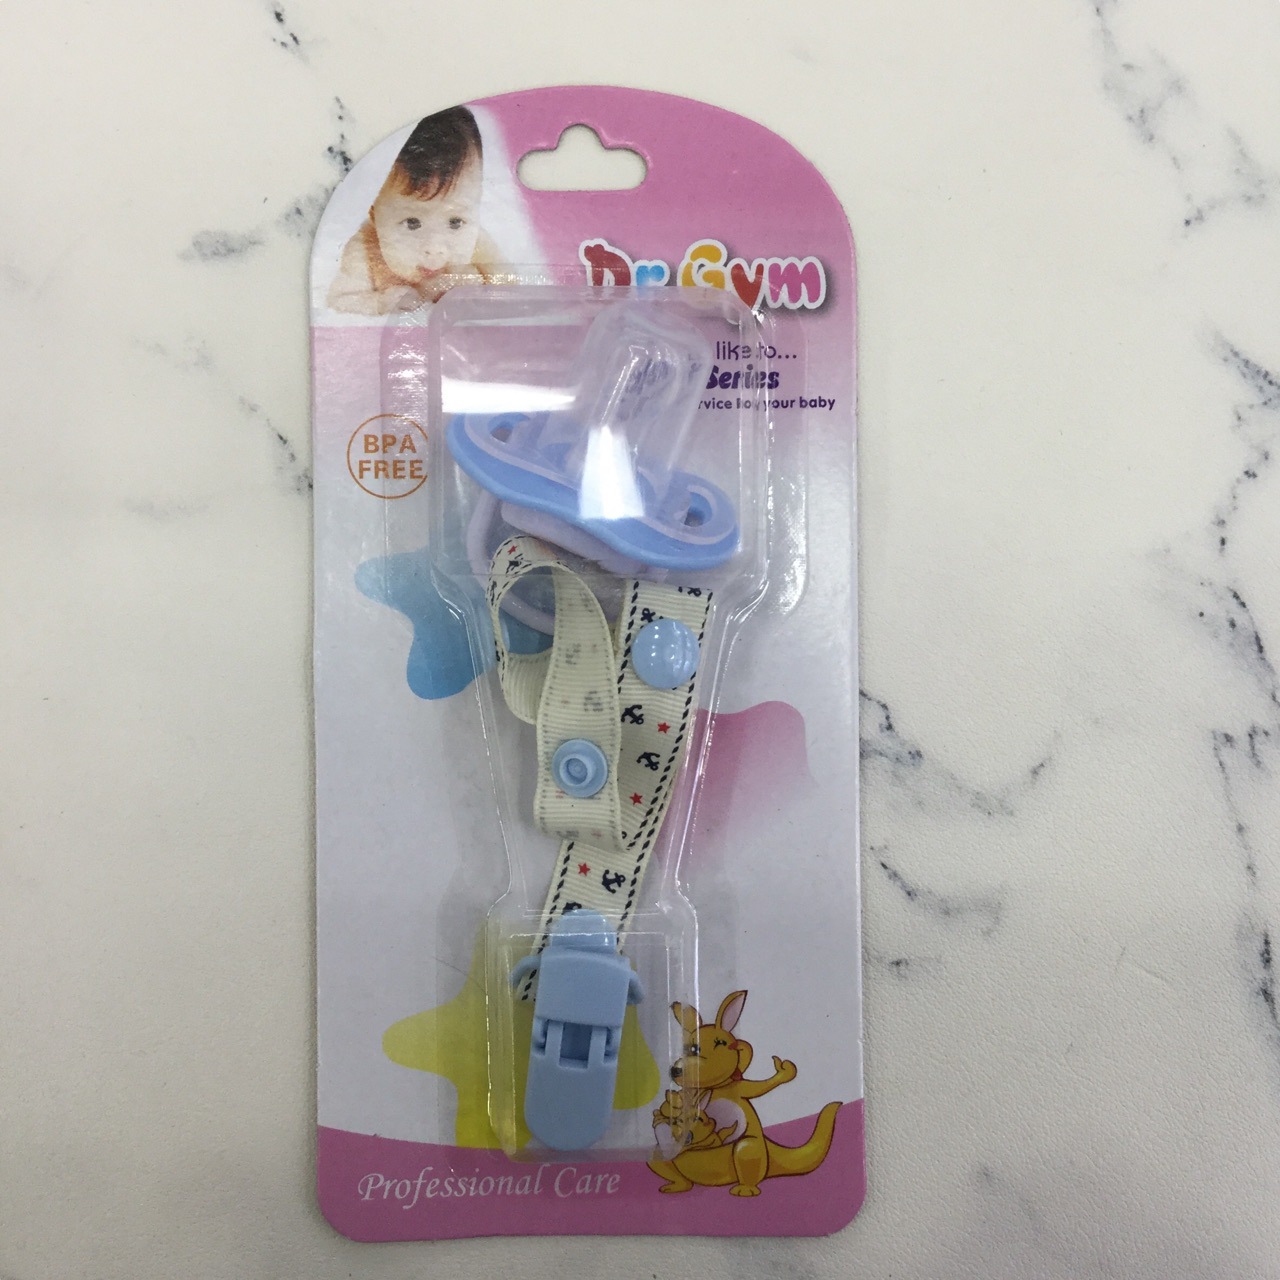 Dr. Gym
like to...
Series
your baby
BPA
FREE
Professional Care